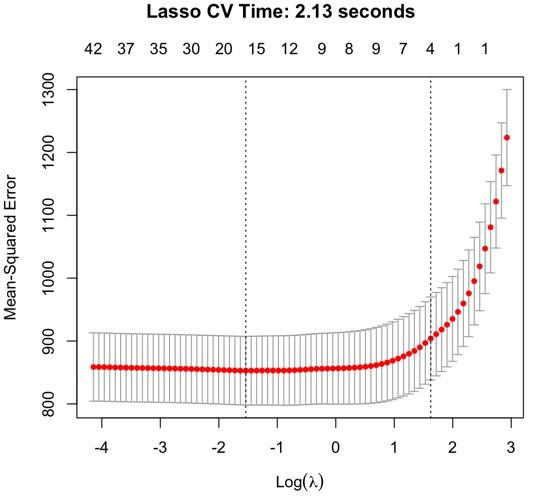 Lasso CV Time: 2.13 seconds
42 37 35 30 20 15 12 9 8 9 7 4 1 1
1300
1200
1100
1000
900
800
Mean-Squared Error
-4 -3 -2 -1 0 1 2 3
Log(λ)